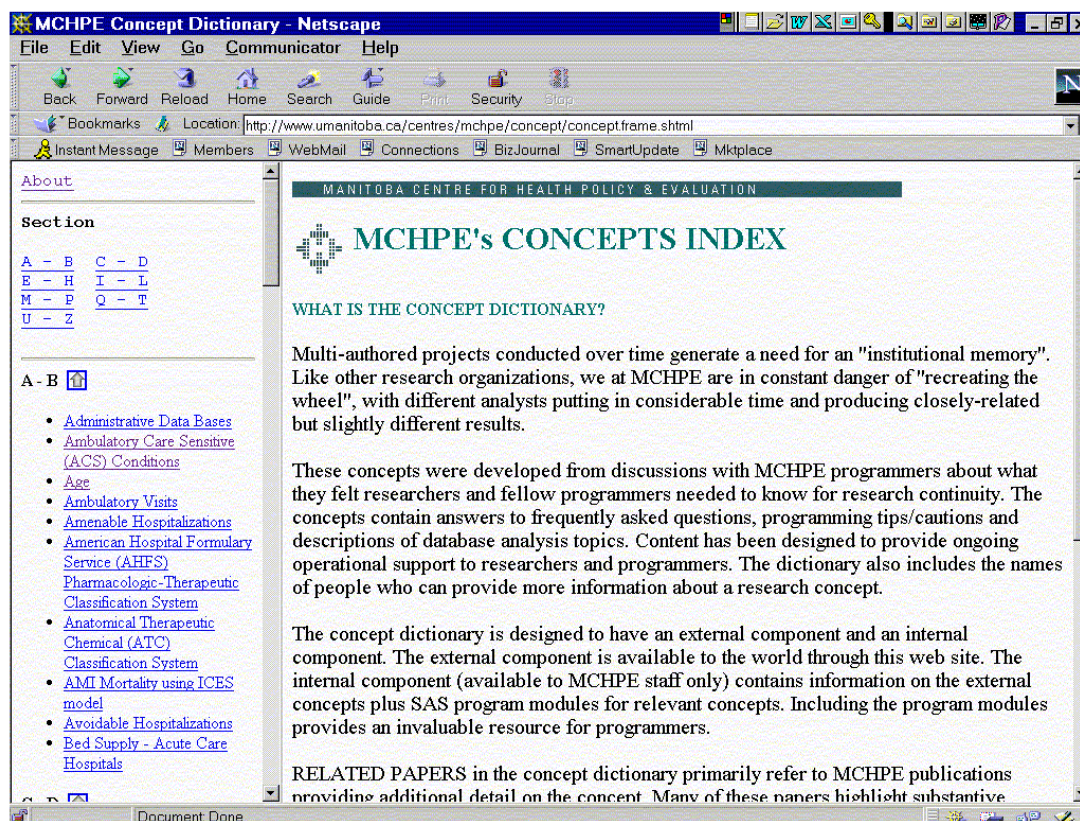 MCHPE Concept Dictionary - Netscape
File Edit View Go Communicator Help
Back Forward Reload Home Search Guide Print Security Stop
Bookmarks Location: http://www.umanitoba.ca/centres/mchpe/concept/concept.frame.shtml
Instant Message Members WebMail Connections BizJournal SmartUpdate Mktplace
About
Section
A - B C - D
E - H I - L
M - P Q - T
U - Z
A - B
Administrative Data Bases
Ambulatory Care Sensitive
(ACS) Conditions
Age
Ambulatory Visits
Amenable Hospitalizations
American Hospital Formulary
Service (AHFS)
Pharmacologic-Therapeutic
Classification System
Anatomical Therapeutic
Chemical (ATC)
Classification System
AMI Mortality using ICES
model
Avoidable Hospitalizations
Bed Supply - Acute Care
Hospitals
C - D
MANITOBA CENTRE FOR HEALTH POLICY & EVALUATION
MCHPE's CONCEPTS INDEX
WHAT IS THE CONCEPT DICTIONARY?
Multi-authored projects conducted over time generate a need for an "institutional memory".
Like other research organizations, we at MCHPE are in constant danger of "recreating the
wheel", with different analysts putting in considerable time and producing closely-related
but slightly different results.
These concepts were developed from discussions with MCHPE programmers about what
they felt researchers and fellow programmers needed to know for research continuity. The
concepts contain answers to frequently asked questions, programming tips/cautions and
descriptions of database analysis topics. Content has been designed to provide ongoing
operational support to researchers and programmers. The dictionary also includes the names
of people who can provide more information about a research concept.
The concept dictionary is designed to have an external component and an internal
component. The external component is available to the world through this web site. The
internal component (available to MCHPE staff only) contains information on the external
concepts plus SAS program modules for relevant concepts. Including the program modules
provides an invaluable resource for programmers.
RELATED PAPERS in the concept dictionary primarily refer to MCHPE publications
providing additional detail on the concept. Many of these papers highlight substantive
Document: Done